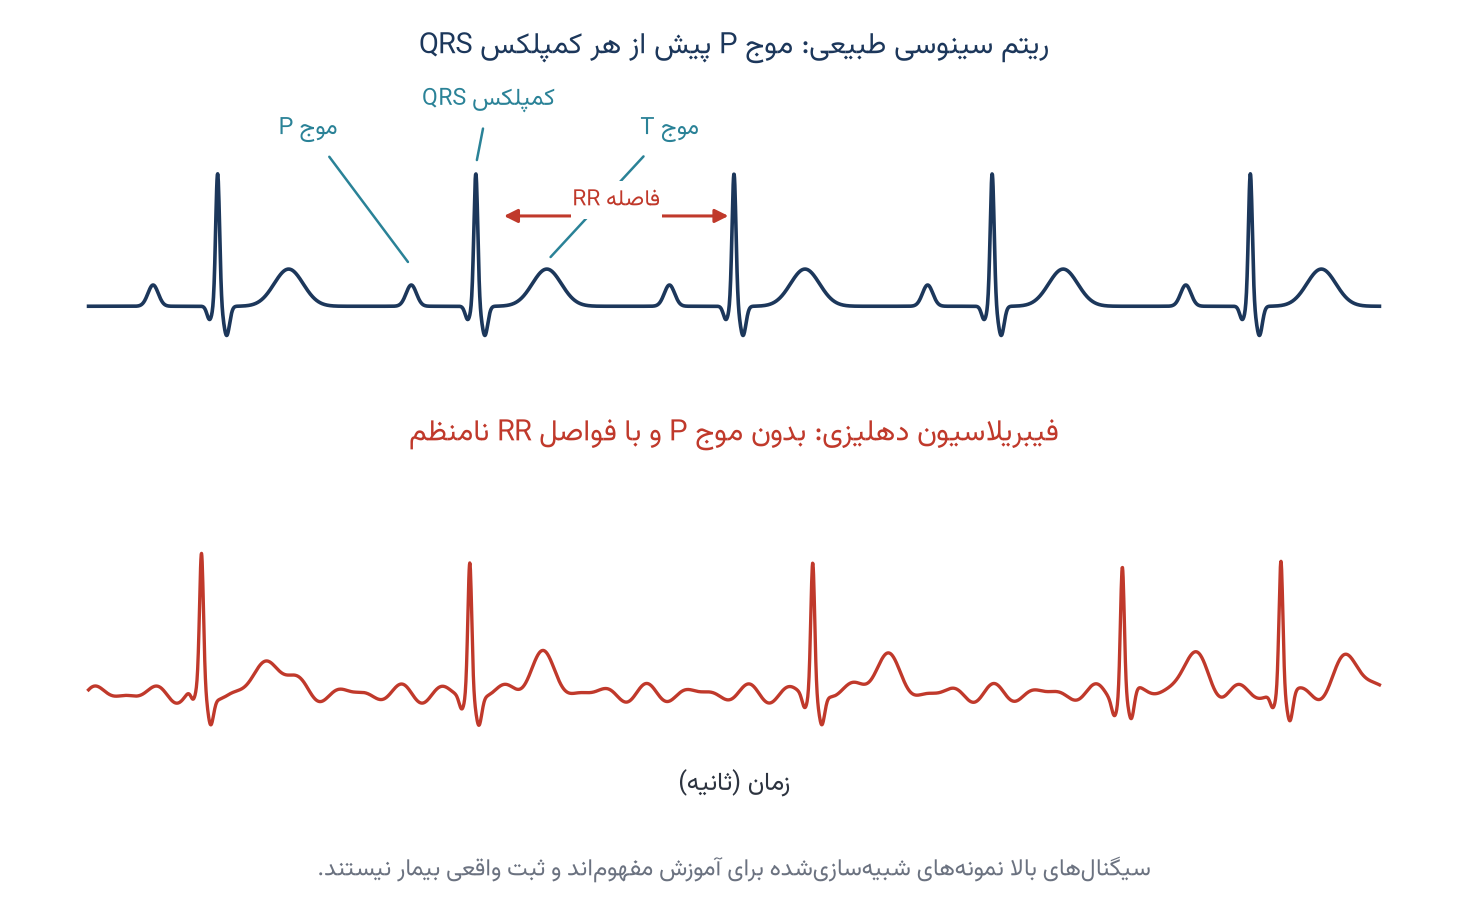 ریتم سینوسی طبیعی: موج P پیش از هر کمپلکس QRS
کمپلکس QRS
موج P
موج T
فاصله RR
فیبریلاسیون دهلیزی: بدون موج P و با فواصل RR نامنظم
زمان (ثانیه)
سیگنال‌های بالا نمونه‌های شبیه‌سازی‌شده برای آموزش مفهوم‌اند و ثبت واقعی بیمار نیستند.